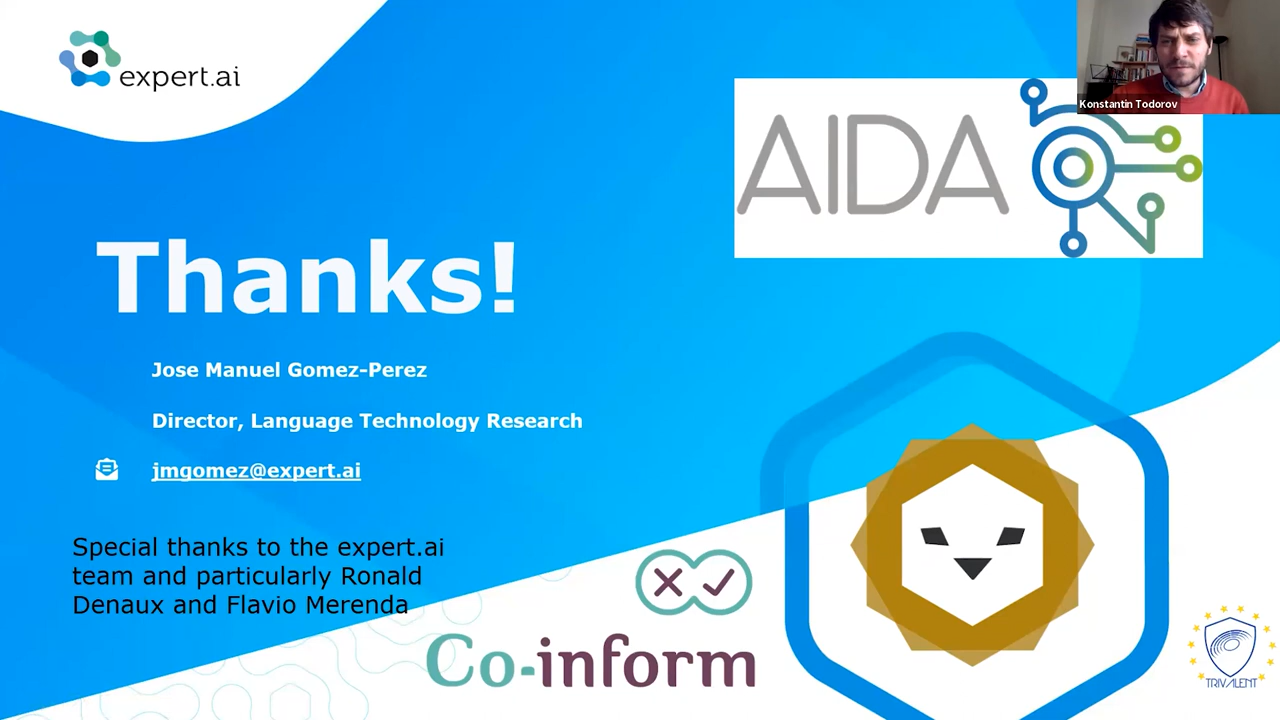 expert.ai
Konstantin Todorov
AIDA
Thanks!
Jose Manuel Gomez-Perez
Director, Language Technology Research
jmgomez@expert.ai
Special thanks to the expert.ai
team and particularly Ronald
Denaux and Flavio Merenda
Co-inform
TRIVALENT